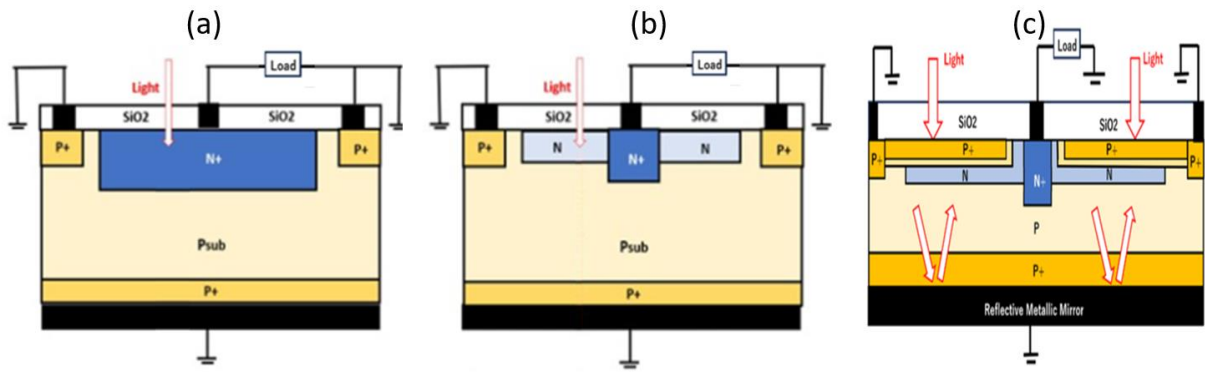 (a)
Load
Light
SiO2
SiO2
P+
N+
P+
Psub
P+
(b)
Load
Light
SiO2
SiO2
P+
N
N+
N
P+
Psub
P+
(c)
Load
Light
Light
SiO2
SiO2
P+
P+
P+
P+
N
N+
N
P
P+
Reflective Metallic Mirror